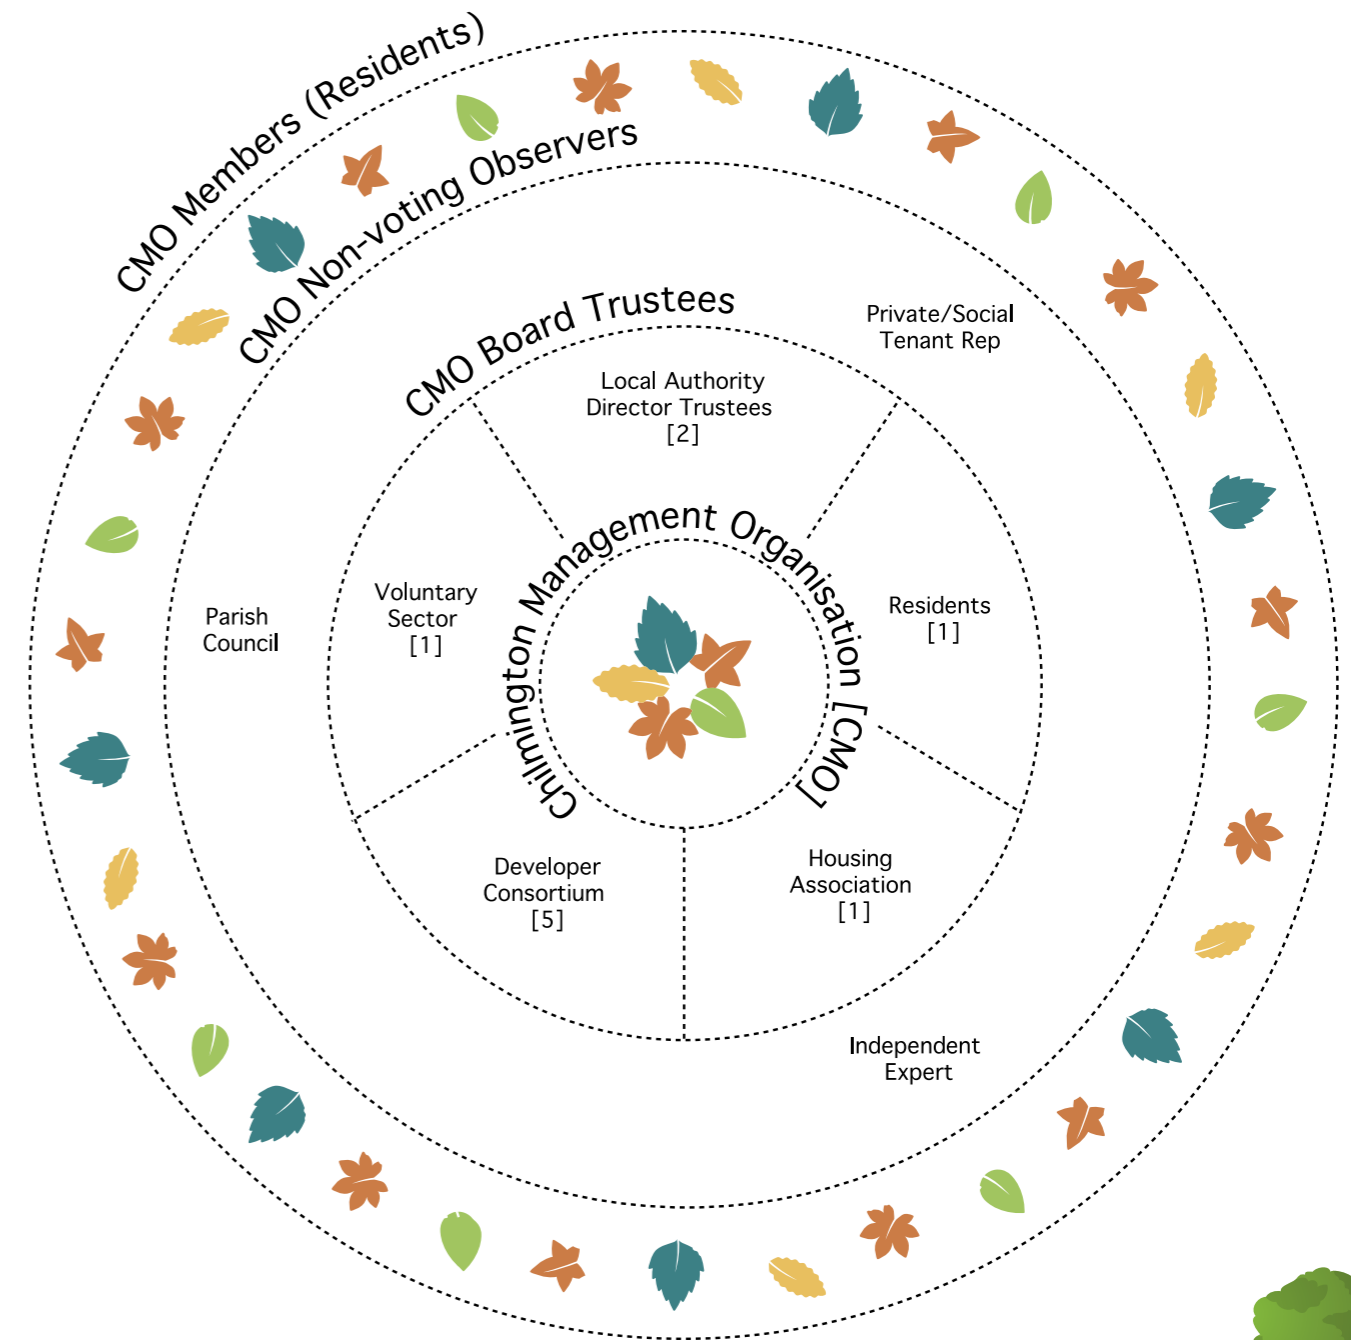 CMO Members (Residents)
CMO Non-voting Observers
CMO Board Trustees
Private/Social
Tenant Rep
Local Authority
Director Trustees
[2]
Chilmington Management Organisation [CMO]
Voluntary
Sector
[1]
Residents
[1]
Parish
Council
Developer
Consortium
[5]
Housing
Association
[1]
Independent
Expert